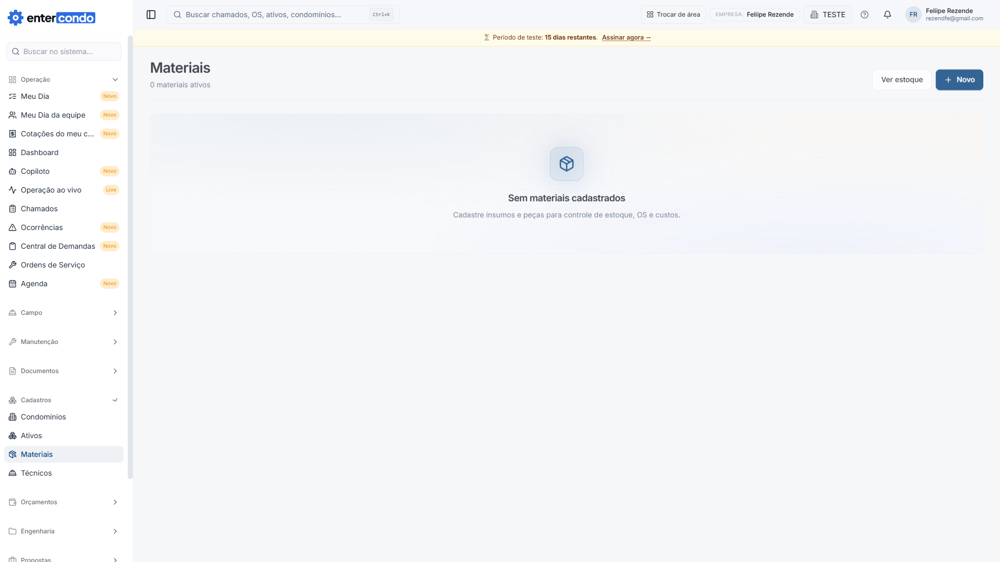 entercondo
Buscar chamados, OS, ativos, condomínios...
Ctrl+K
Trocar de área
EMPRESA: Feliipe Rezende
TESTE
FR
Feliipe Rezende
rezendfe@gmail.com
⏳ Período de teste: 15 dias restantes. Assinar agora →
Buscar no sistema...
Operação
Meu Dia Novo
Meu Dia da equipe Novo
Cotações do meu c... Novo
Dashboard
Copiloto Novo
Operação ao vivo Live
Chamados
Ocorrências Novo
Central de Demandas Novo
Ordens de Serviço
Agenda Novo
Campo
Manutenção
Documentos
Cadastros
Condomínios
Ativos
Materiais
Técnicos
Orçamentos
Engenharia
Propostas
Materiais
0 materiais ativos
Ver estoque
+ Novo
Sem materiais cadastrados
Cadastre insumos e peças para controle de estoque, OS e custos.